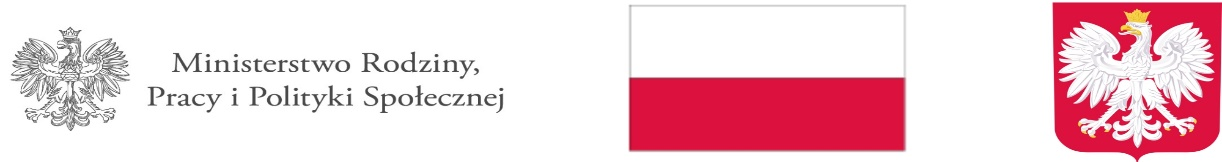 Ministerstwo Rodziny,
Pracy i Polityki Społecznej